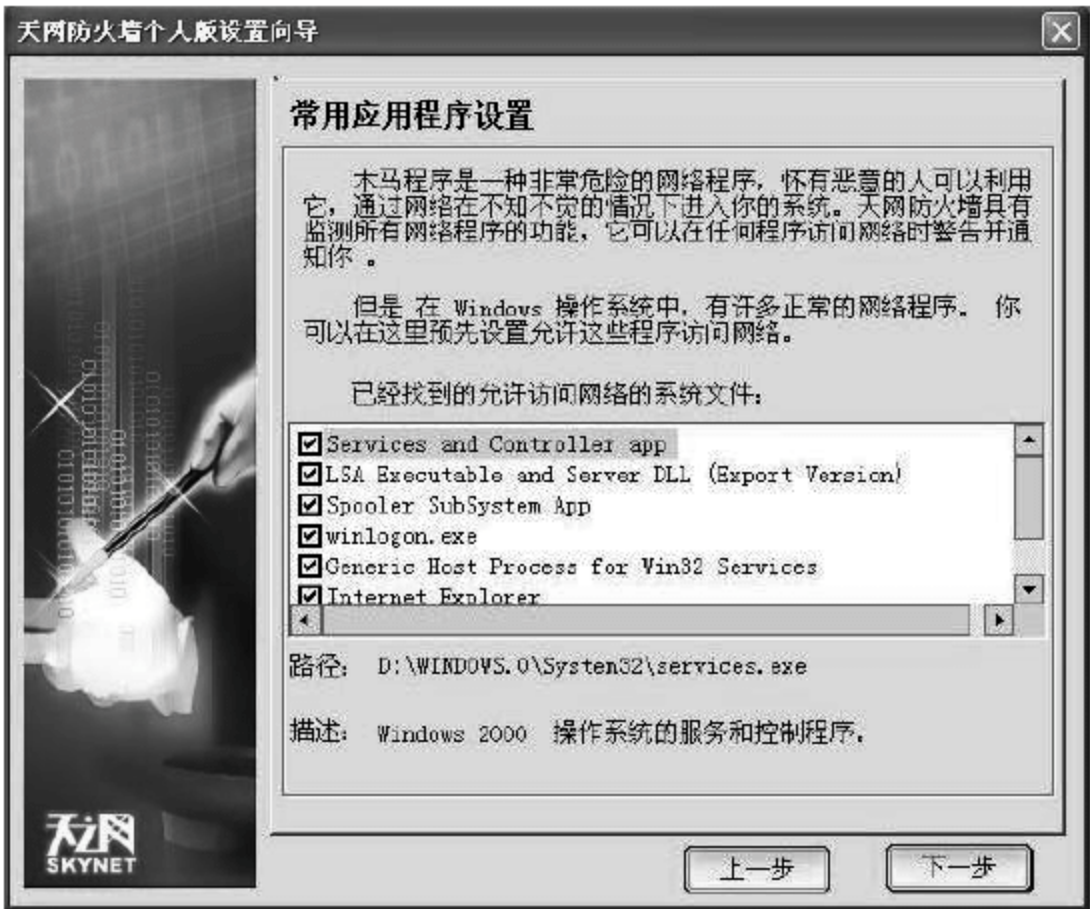 天网防火墙个人版设置向导
常用应用程序设置
木马程序是一种非常危险的网络程序，怀有恶意的人可以利用
它，通过网络在不知不觉的情况下进入你的系统。天网防火墙具有
监测所有网络程序的功能，它可以在任何程序访问网络时警告并通
知你 。
但是 在 Windows 操作系统中，有许多正常的网络程序。 你
可以在这里预先设置允许这些程序访问网络。
已经找到的允许访问网络的系统文件：
Services and Controller app
LSA Executable and Server DLL (Export Version)
Spooler SubSystem App
winlogon.exe
Generic Host Process for Win32 Services
Internet Explorer
路径： D:\WINDOWS.0\System32\services.exe
描述： Windows 2000 操作系统的服务和控制程序。
天之网
SKYNET
上一步
下一步